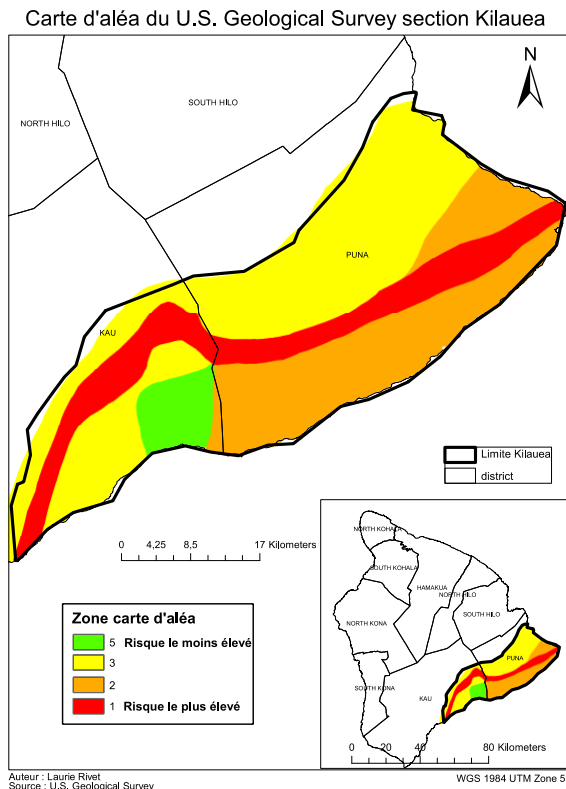 Carte d'aléa du U.S. Geological Survey section Kilauea
N
SOUTH HILO
NORTH HILO
PUNA
KAU
Limite Kilauea
district
0 4,25 8,5 17 Kilometers
Zone carte d'aléa
5 Risque le moins élevé
3
2
1 Risque le plus élevé
NORTH KOHALA
SOUTH KOHALA
HAMAKUA
NORTH HILO
SOUTH HILO
NORTH KONA
PUNA
SOUTH KONA
KAU
0 20 40 80 Kilometers
Auteur : Laurie Rivet
Source : U.S. Geological Survey
WGS 1984 UTM Zone 5